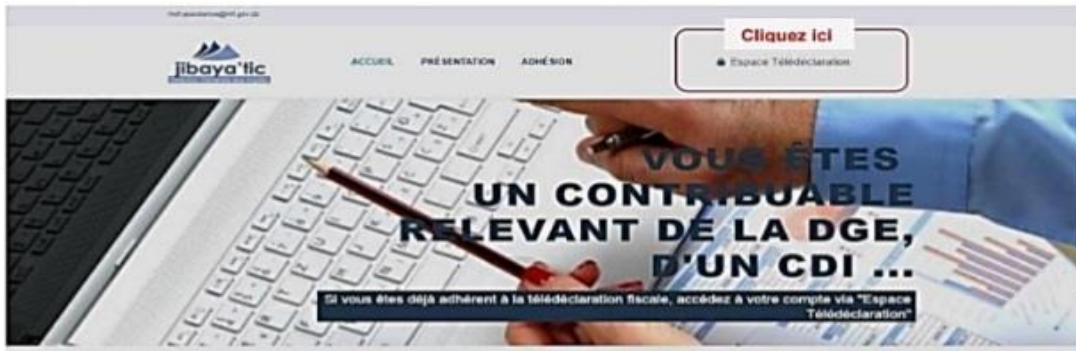 Cliquez ici
jibaya'tic
ACCUEIL PRÉSENTATION ADHÉSION
Espace Télédéclaration
VOUS ÊTES
UN CONTRIBUABLE
RELEVANT DE LA DGE,
D'UN CDI ...
Si vous êtes déjà adhérent à la télédéclaration fiscale, accédez à votre compte via "Espace
Télédéclaration"